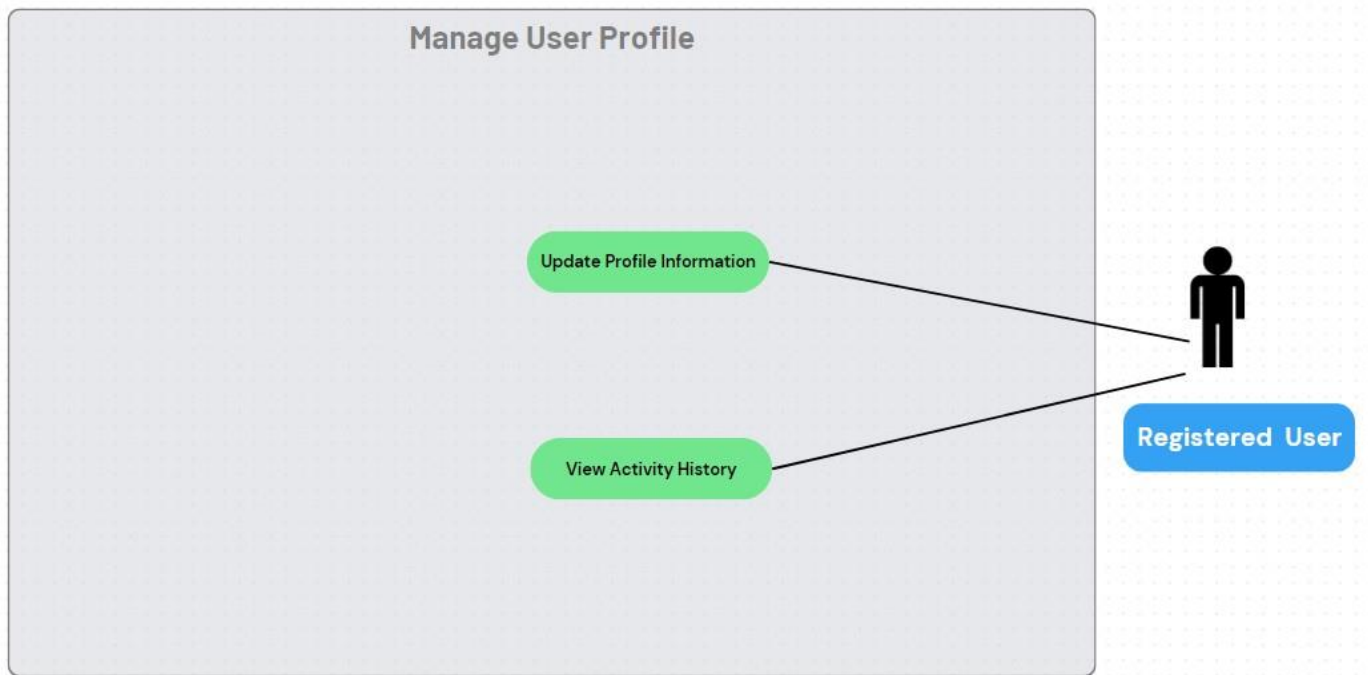 Manage User Profile
Update Profile Information
View Activity History
Registered User